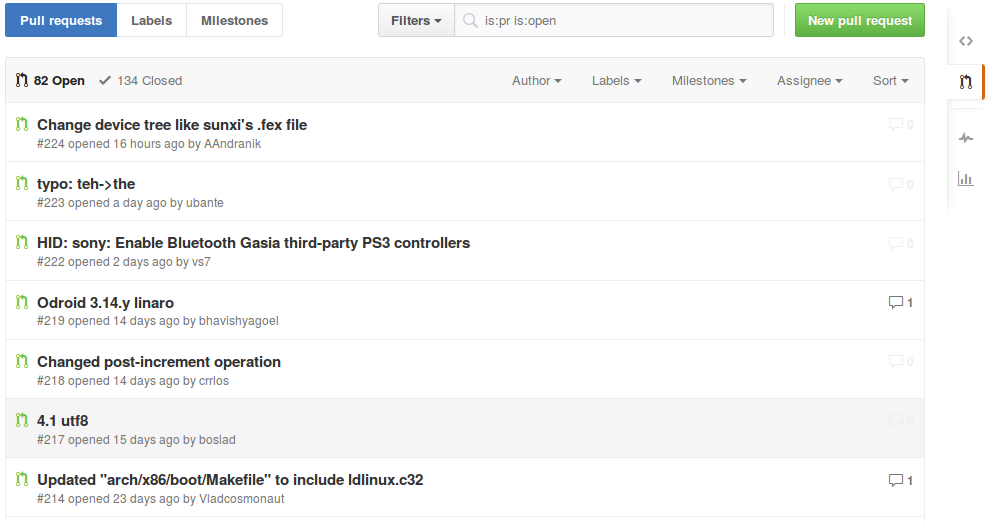 Pull requests Labels Milestones Filters is:pr is:open New pull request
82 Open 134 Closed Author Labels Milestones Assignee Sort
Change device tree like sunxi's .fex file 0
#224 opened 16 hours ago by AAndranik
typo: teh->the 0
#223 opened a day ago by ubante
HID: sony: Enable Bluetooth Gasia third-party PS3 controllers 0
#222 opened 2 days ago by vs7
Odroid 3.14.y linaro 1
#219 opened 14 days ago by bhavishyagoel
Changed post-increment operation 0
#218 opened 14 days ago by crrlos
4.1 utf8 0
#217 opened 15 days ago by boslad
Updated "arch/x86/boot/Makefile" to include ldlinux.c32 1
#214 opened 23 days ago by Vladcosmonaut